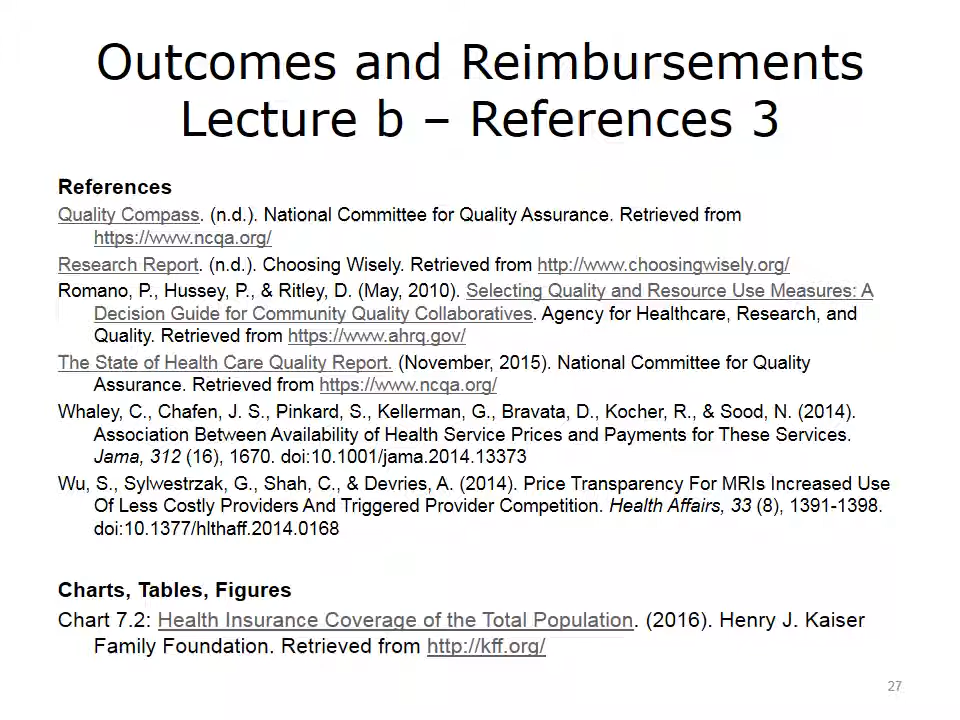 Outcomes and Reimbursements
Lecture b – References 3
References
Quality Compass. (n.d.). National Committee for Quality Assurance. Retrieved from
https://www.ncqa.org/
Research Report. (n.d.). Choosing Wisely. Retrieved from http://www.choosingwisely.org/
Romano, P., Hussey, P., & Ritley, D. (May, 2010). Selecting Quality and Resource Use Measures: A
Decision Guide for Community Quality Collaboratives. Agency for Healthcare, Research, and
Quality. Retrieved from https://www.ahrq.gov/
The State of Health Care Quality Report. (November, 2015). National Committee for Quality
Assurance. Retrieved from https://www.ncqa.org/
Whaley, C., Chafen, J. S., Pinkard, S., Kellerman, G., Bravata, D., Kocher, R., & Sood, N. (2014).
Association Between Availability of Health Service Prices and Payments for These Services.
Jama, 312 (16), 1670. doi:10.1001/jama.2014.13373
Wu, S., Sylwestrzak, G., Shah, C., & Devries, A. (2014). Price Transparency For MRIs Increased Use
Of Less Costly Providers And Triggered Provider Competition. Health Affairs, 33 (8), 1391-1398.
doi:10.1377/hlthaff.2014.0168
Charts, Tables, Figures
Chart 7.2: Health Insurance Coverage of the Total Population. (2016). Henry J. Kaiser
Family Foundation. Retrieved from http://kff.org/
27